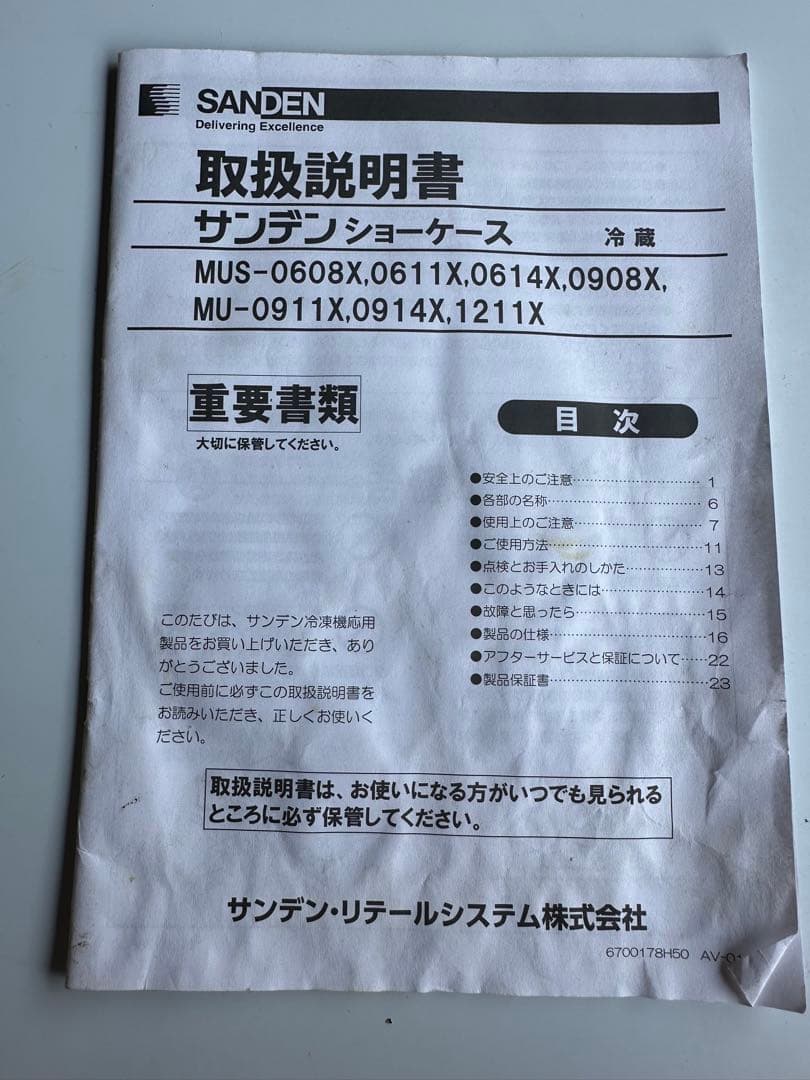 SANDEN
Delivering Excellence
取扱説明書
サンデンショーケース 冷蔵
MUS-0608X,0611X,0614X,0908X,
MU-0911X,0914X,1211X
重要書類
大切に保管してください。
目次
●安全上のご注意…………………………1
●各部の名称………………………………6
●使用上のご注意…………………………7
●ご使用方法………………………………11
●点検とお手入れのしかた………………13
●このようなときには……………………14
●故障と思ったら…………………………15
●製品の仕様………………………………16
●アフターサービスと保証について……22
●製品保証書………………………………23
このたびは、サンデン冷凍機応用
製品をお買い上げいただき、あり
がとうございました。
ご使用前に必ずこの取扱説明書を
お読みいただき、正しくお使いく
ださい。
取扱説明書は、お使いになる方がいつでも見られる
ところに必ず保管してください。
サンデン・リテールシステム株式会社
6700178H50